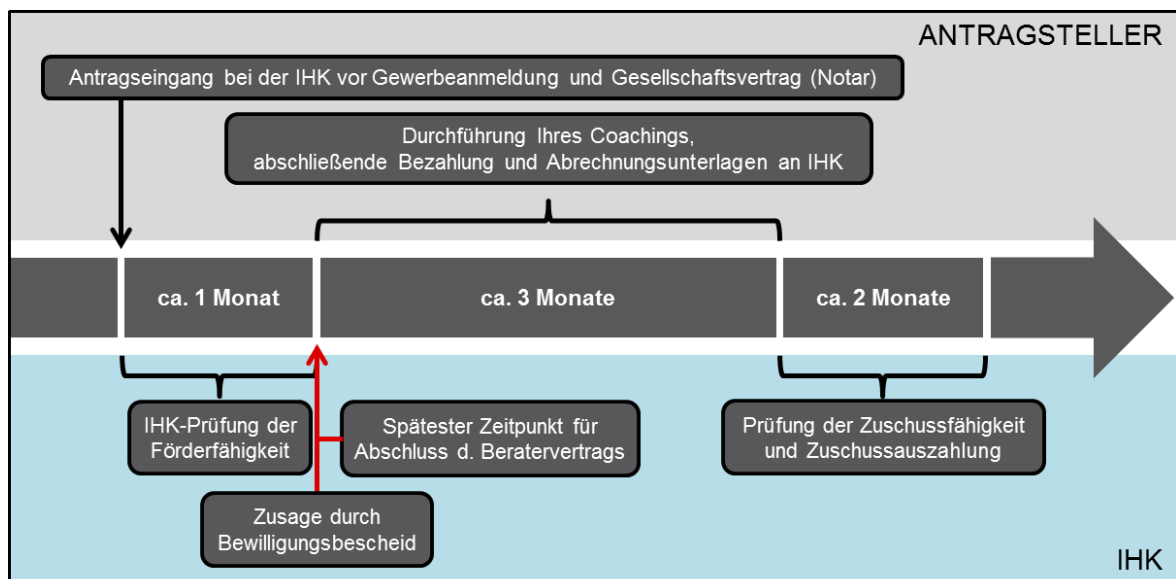 ANTRAGSTELLER
Antragseingang bei der IHK vor Gewerbeanmeldung und Gesellschaftsvertrag (Notar)
Durchführung Ihres Coachings,
abschließende Bezahlung und Abrechnungsunterlagen an IHK
ca. 1 Monat
ca. 3 Monate
ca. 2 Monate
IHK-Prüfung der
Förderfähigkeit
Spätester Zeitpunkt für
Abschluss d. Beratervertrags
Prüfung der Zuschussfähigkeit
und Zuschussauszahlung
Zusage durch
Bewilligungsbescheid
IHK